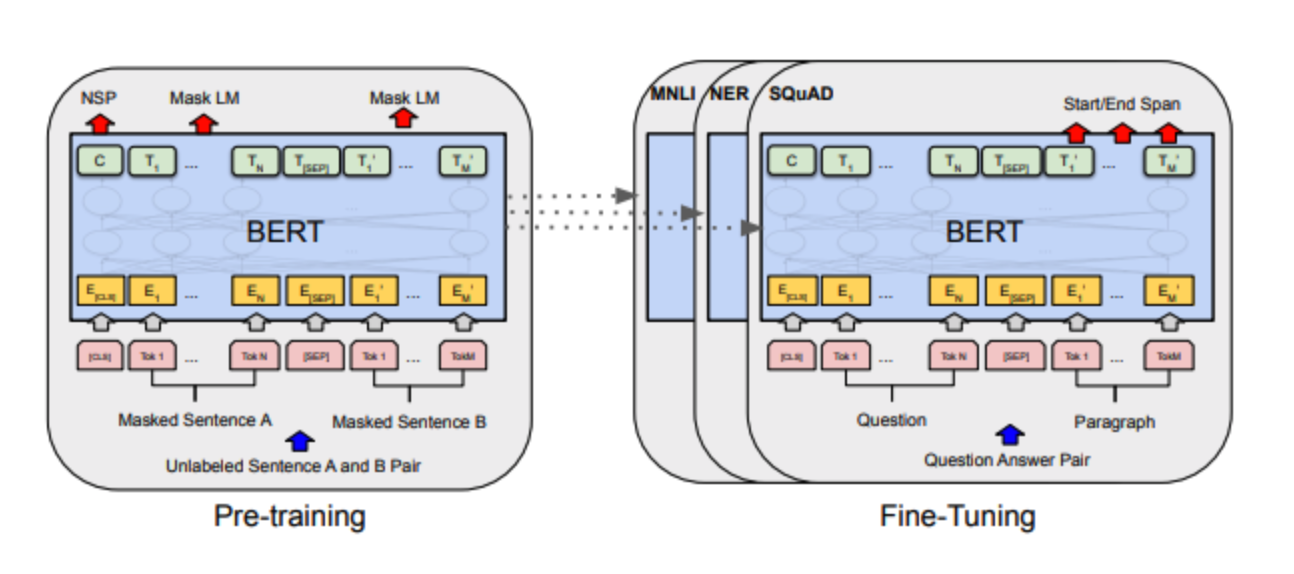 NSP Mask LM Mask LM
C T1 ... TN T[SEP] T1' ... TM'
BERT
E[CLS] E1 ... EN E[SEP] E1' ... EM'
[CLS] Tok 1 ... Tok N [SEP] Tok 1 ... TokM
Masked Sentence A Masked Sentence B
Unlabeled Sentence A and B Pair
Pre-training
MNLI NER SQuAD
Start/End Span
C T1 ... TN T[SEP] T1' ... TM'
BERT
E[CLS] E1 ... EN E[SEP] E1' ... EM'
[CLS] Tok 1 ... Tok N [SEP] Tok 1 ... TokM
Question Paragraph
Question Answer Pair
Fine-Tuning